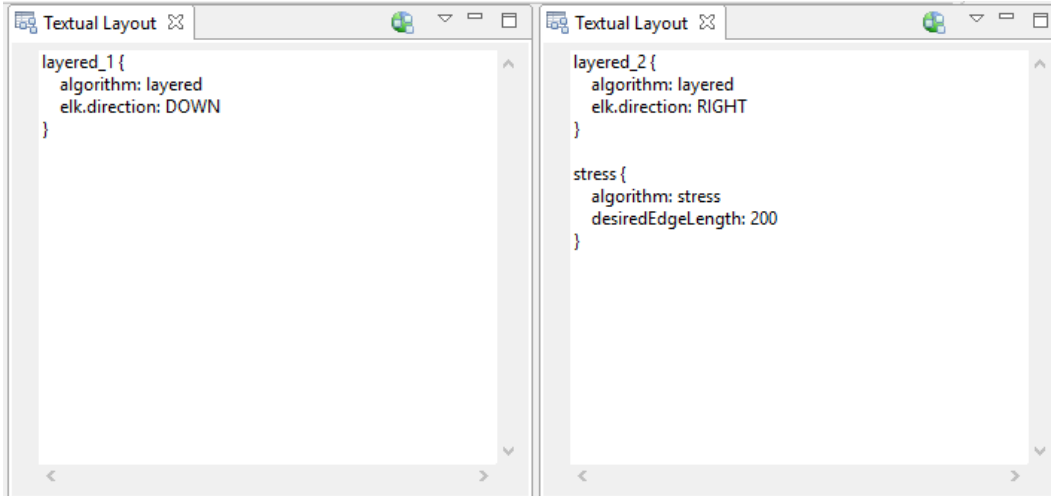 Textual Layout
layered_1 {
    algorithm: layered
    elk.direction: DOWN
}
Textual Layout
layered_2 {
    algorithm: layered
    elk.direction: RIGHT
}
stress {
    algorithm: stress
    desiredEdgeLength: 200
}